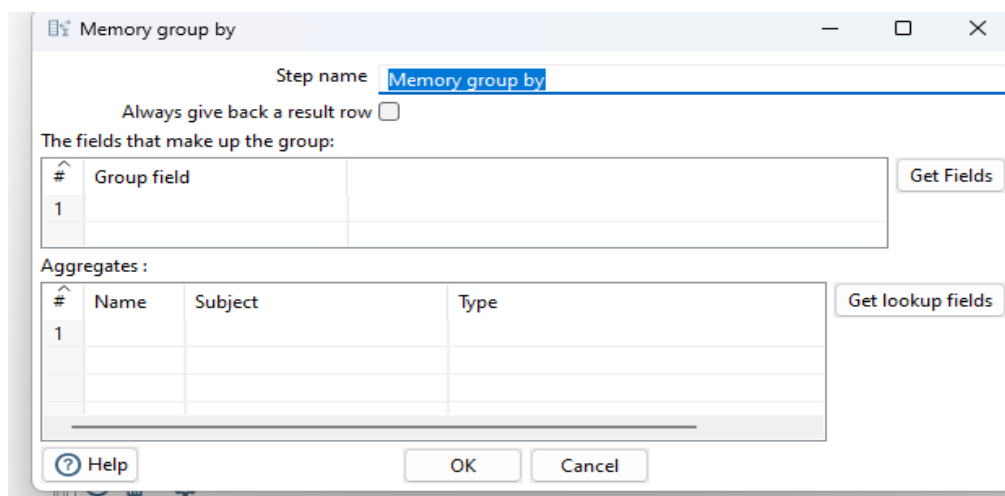 Memory group by
Step name Memory group by
Always give back a result row
The fields that make up the group:
# Group field
Get Fields
1
Aggregates :
# Name Subject Type
Get lookup fields
1
Help OK Cancel